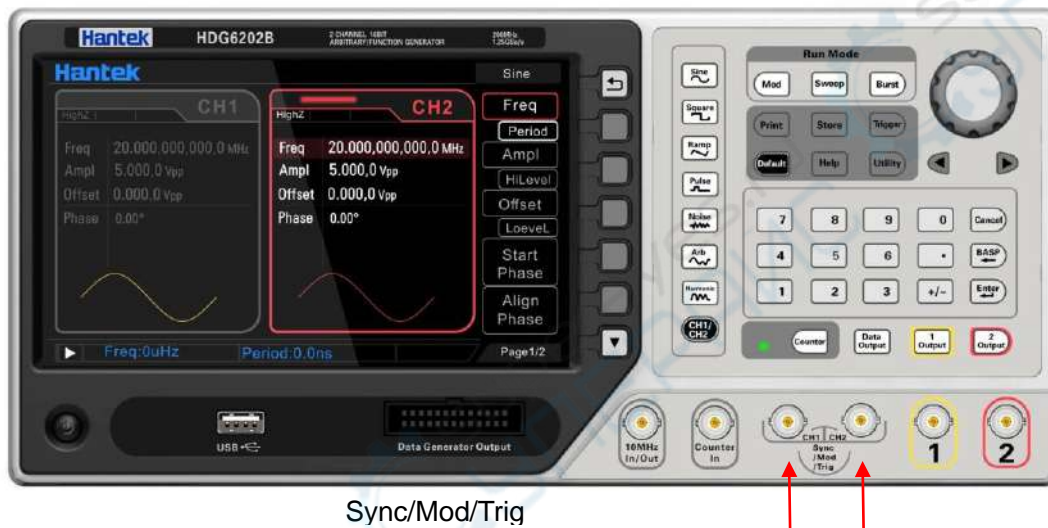 Hantek HDG6202B 2 CHANNEL 16BIT 200MHz
ARBITRARY/FUNCTION GENERATOR 1.25GSa/s
Hantek
Sine
CH1
HighZ
Freq 20.000,000,000,0 MHz
Ampl 5.000,0 Vpp
Offset 0.000,0 Vpp
Phase 0.00°
CH2
HighZ
Freq 20.000,000,000,0 MHz
Ampl 5.000,0 Vpp
Offset 0.000,0 Vpp
Phase 0.00°
Freq
Period
Ampl
HiLevel
Offset
LoeveL
Start
Phase
Align
Phase
Freq:0uHz Period:0.0ns Page1/2
Sine
Square
Ramp
Pulse
Noise
Arb
Harmonic
CH1/
CH2
Run Mode
Mod Sweep Burst
Print Store Trigger
Default Help Utility
7 8 9 0 Cancel
4 5 6 . BASP
1 2 3 +/- Enter
Counter
Data
Output
1
Output
2
Output
USB
Data Generator Output
10MHz
In/Out
Counter
In
CH1 CH2
Sync
/Mod
/Trig
1
2
Sync/Mod/Trig